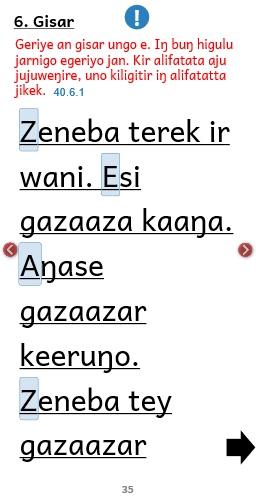 6. Gisar
!
Geriye an gisar ungo e. Iŋ buŋ higulu
jarnigo egeriyo jan. Kir alifatata aju
jujuweŋire, uno kiligitir iŋ alifatatta
jikek. 40.6.1
Zeneba terek ir
wani. Esi
gazaaza kaaŋa.
Aŋase
gazaazar
keeruŋo.
Zeneba tey
gazaazar
35